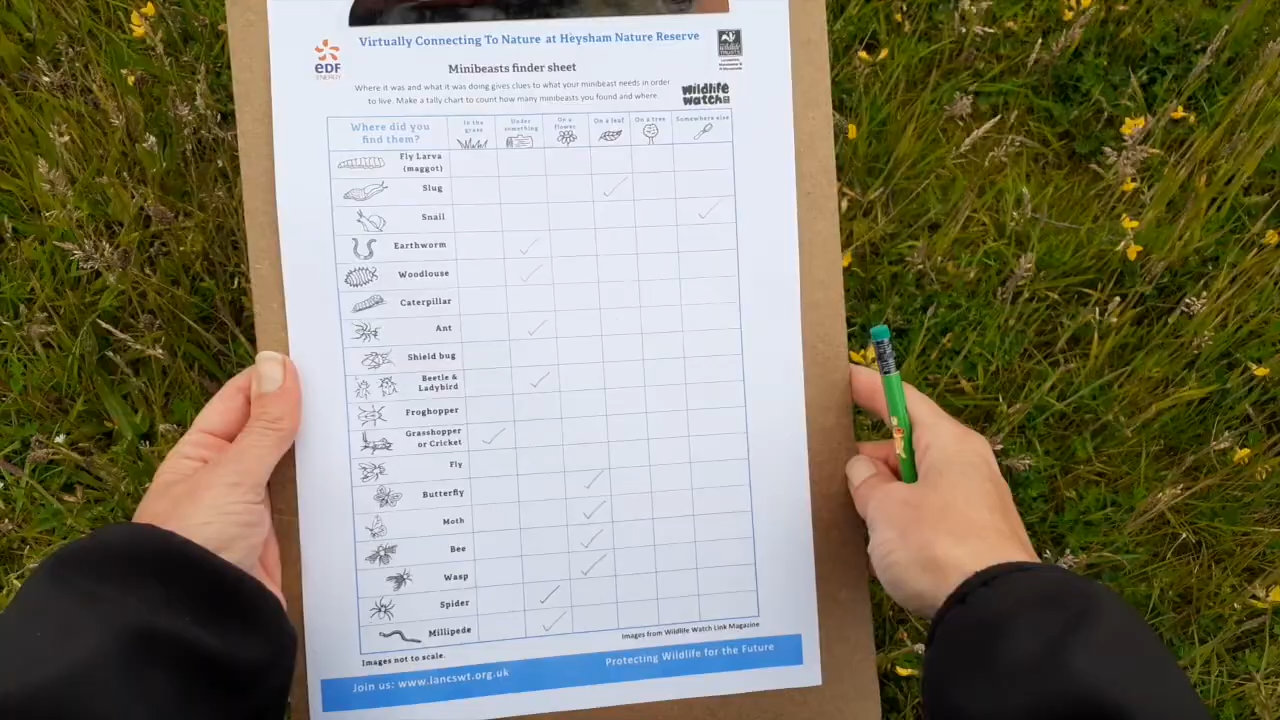 Virtually Connecting To Nature at Heysham Nature Reserve
eDF
ENERGY
Minibeasts finder sheet
Where it was and what it was doing gives clues to what your minibeast needs in order
to live. Make a tally chart to count how many minibeasts you found and where.
wildlife
watch
Where did you
find them?
In the
grass
Under
something
On a
flower
On a leaf
On a tree
Somewhere else
Fly Larva
(maggot)
Slug
Snail
Earthworm
Woodlouse
Caterpillar
Ant
Shield bug
Beetle &
Ladybird
Froghopper
Grasshopper
or Cricket
Fly
Butterfly
Moth
Bee
Wasp
Spider
Millipede
Images not to scale.
Images from Wildlife Watch Link Magazine
Join us: www.lancswt.org.uk
Protecting Wildlife for the Future